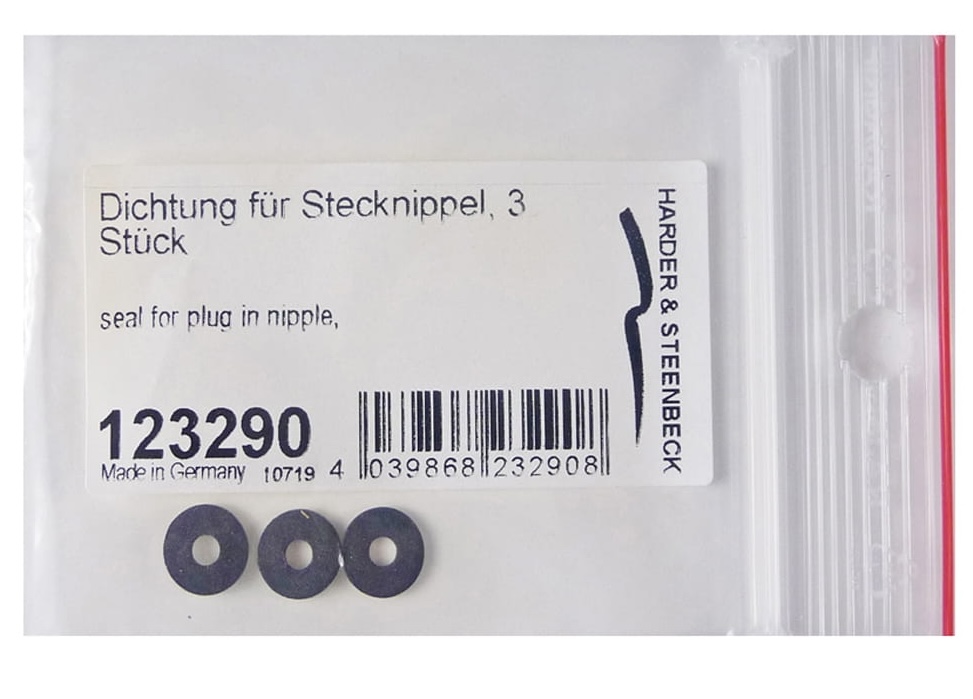 Dichtung für Stecknippel, 3
Stück
seal for plug in nipple,
123290
Made in Germany 10719 4 039868 232908
HARDER & STEENBECK